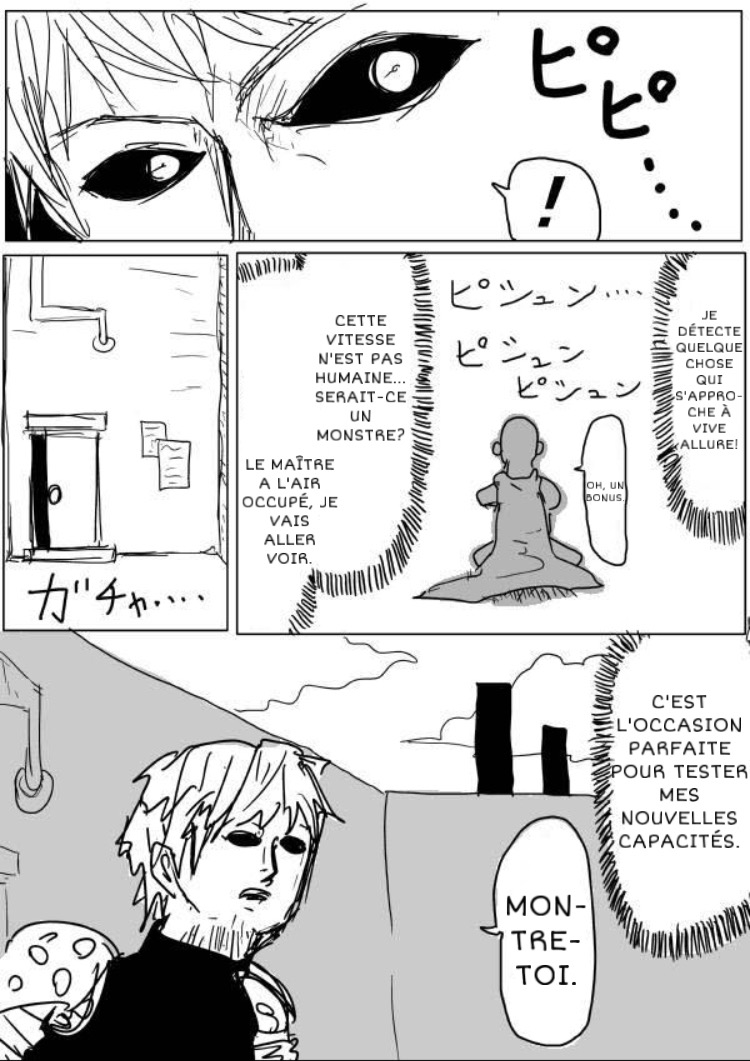 ピピ・・・・
!
JE
DÉTECTE
QUELQUE
CHOSE
QUI
S'APPRO-
CHE À
VIVE
ALLURE!
ピシュン・・・・
ピシュン
ピシュン
OH, UN
BONUS.
CETTE
VITESSE
N'EST PAS
HUMAINE...
SERAIT-CE
UN
MONSTRE?
LE MAÎTRE
A L'AIR
OCCUPÉ, JE
VAIS
ALLER
VOIR.
ガチャ・・・・
C'EST
L'OCCASION
PARFAITE
POUR TESTER
MES
NOUVELLES
CAPACITÉS.
MON-
TRE-
TOI.